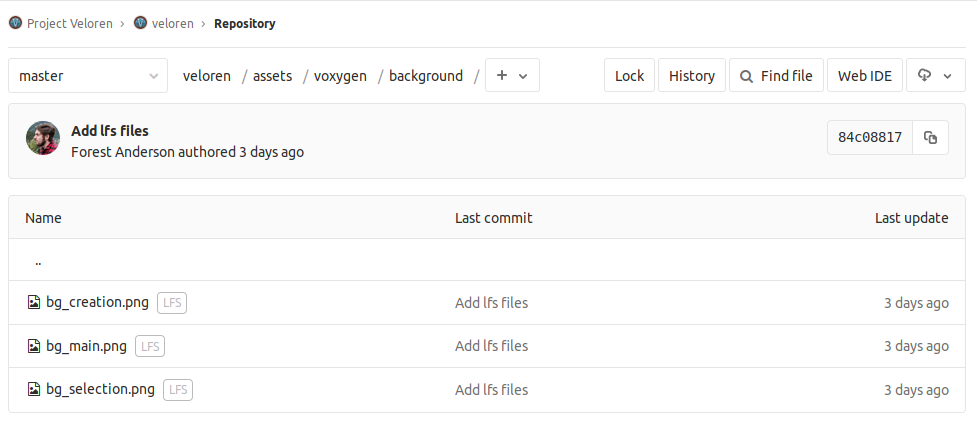 Project Veloren › veloren › Repository
master veloren / assets / voxygen / background / + Lock History Find file Web IDE
Add lfs files
Forest Anderson authored 3 days ago
84c08817
Name Last commit Last update
..
bg_creation.png LFS Add lfs files 3 days ago
bg_main.png LFS Add lfs files 3 days ago
bg_selection.png LFS Add lfs files 3 days ago